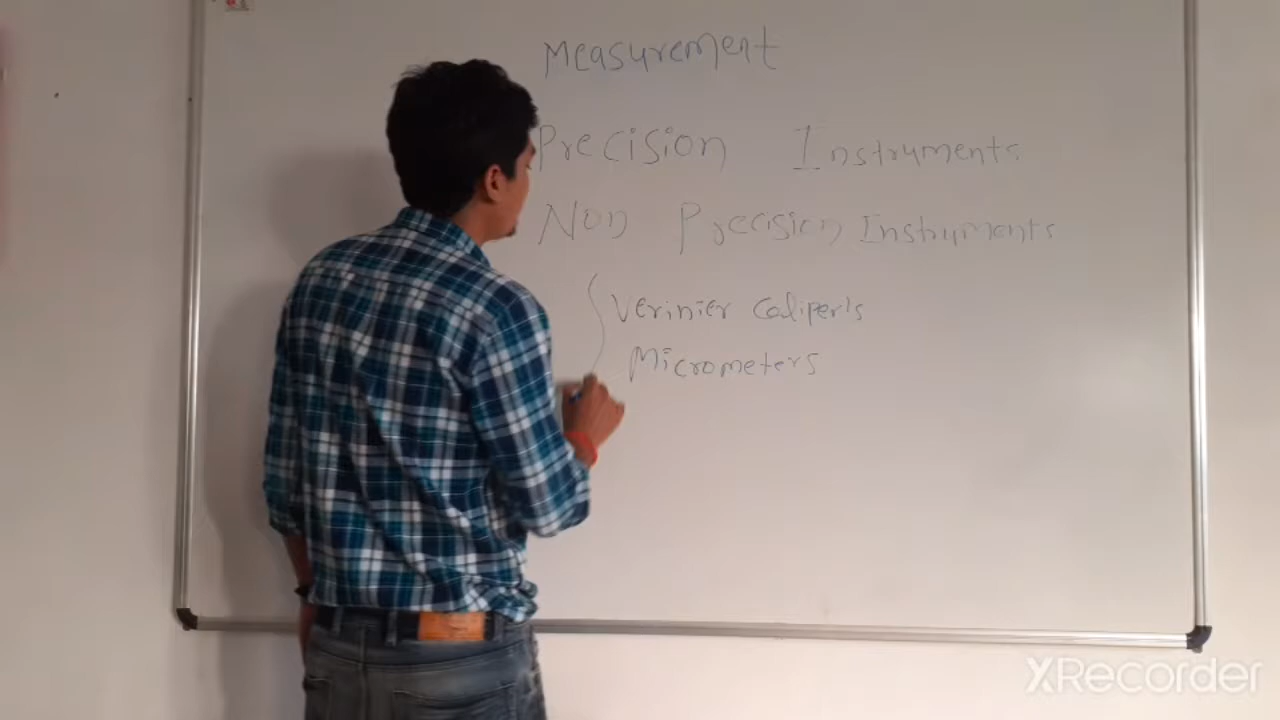 Measurement
Precision Instruments
Non Precision Instruments
Verinier Caliper's
Micrometers
XRecorder